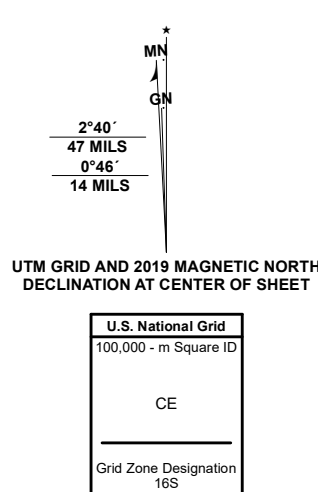 ★
MN
GN
2°40´
47 MILS
0°46´
14 MILS
UTM GRID AND 2019 MAGNETIC NORTH
DECLINATION AT CENTER OF SHEET
U.S. National Grid
100,000 - m Square ID
CE
Grid Zone Designation
16S